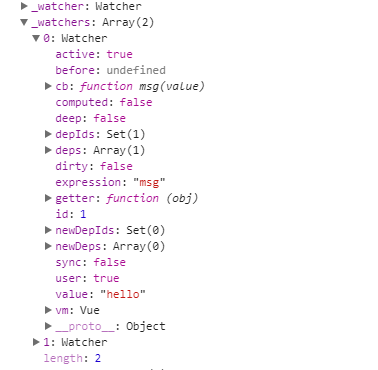 ▶ _watcher: Watcher
▼ _watchers: Array(2)
▼ 0: Watcher
active: true
before: undefined
▶ cb: function msg(value)
computed: false
deep: false
▶ depIds: Set(1)
▶ deps: Array(1)
dirty: false
expression: "msg"
▶ getter: function (obj)
id: 1
▶ newDepIds: Set(0)
▶ newDeps: Array(0)
sync: false
user: true
value: "hello"
▶ vm: Vue
▶ __proto__: Object
▶ 1: Watcher
length: 2